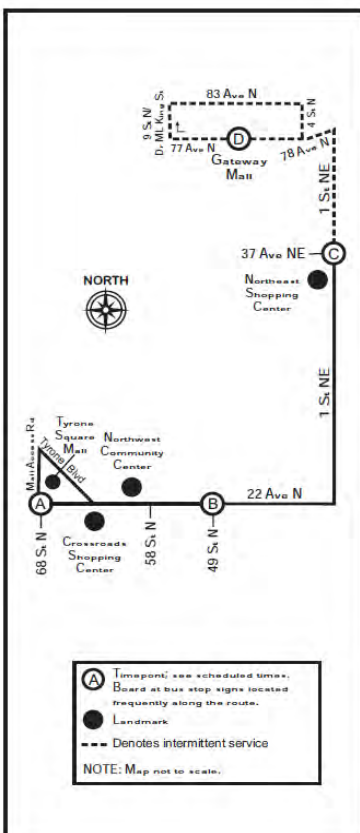 83 Ave N
9 St N/
Dr ML King St
4 St N
77 Ave N
D
Gateway
Mall
78 Ave N
1 St NE
37 Ave NE
C
Northeast
Shopping
Center
NORTH
1 St NE
Mall Access Rd
Tyrone
Square
Mall
Tyrone Blvd
Northwest
Community
Center
A
B
22 Ave N
68 St N
Crossroads
Shopping
Center
58 St N
49 St N
A
Timepont; see scheduled times.
Board at bus stop signs located
frequently along the route.
Landmark
Denotes intermittent service
NOTE: Map not to scale.